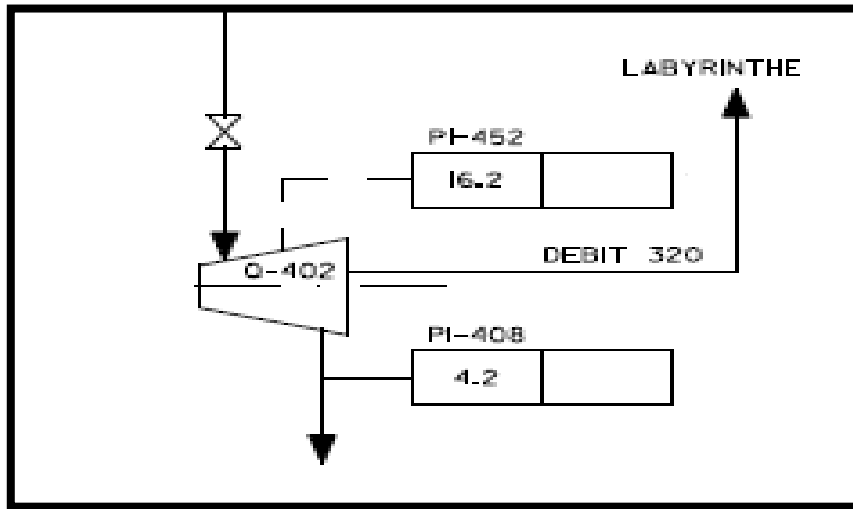 LABYRINTHE
PI-452
16.2
Q-402
DEBIT 320
PI-408
4.2